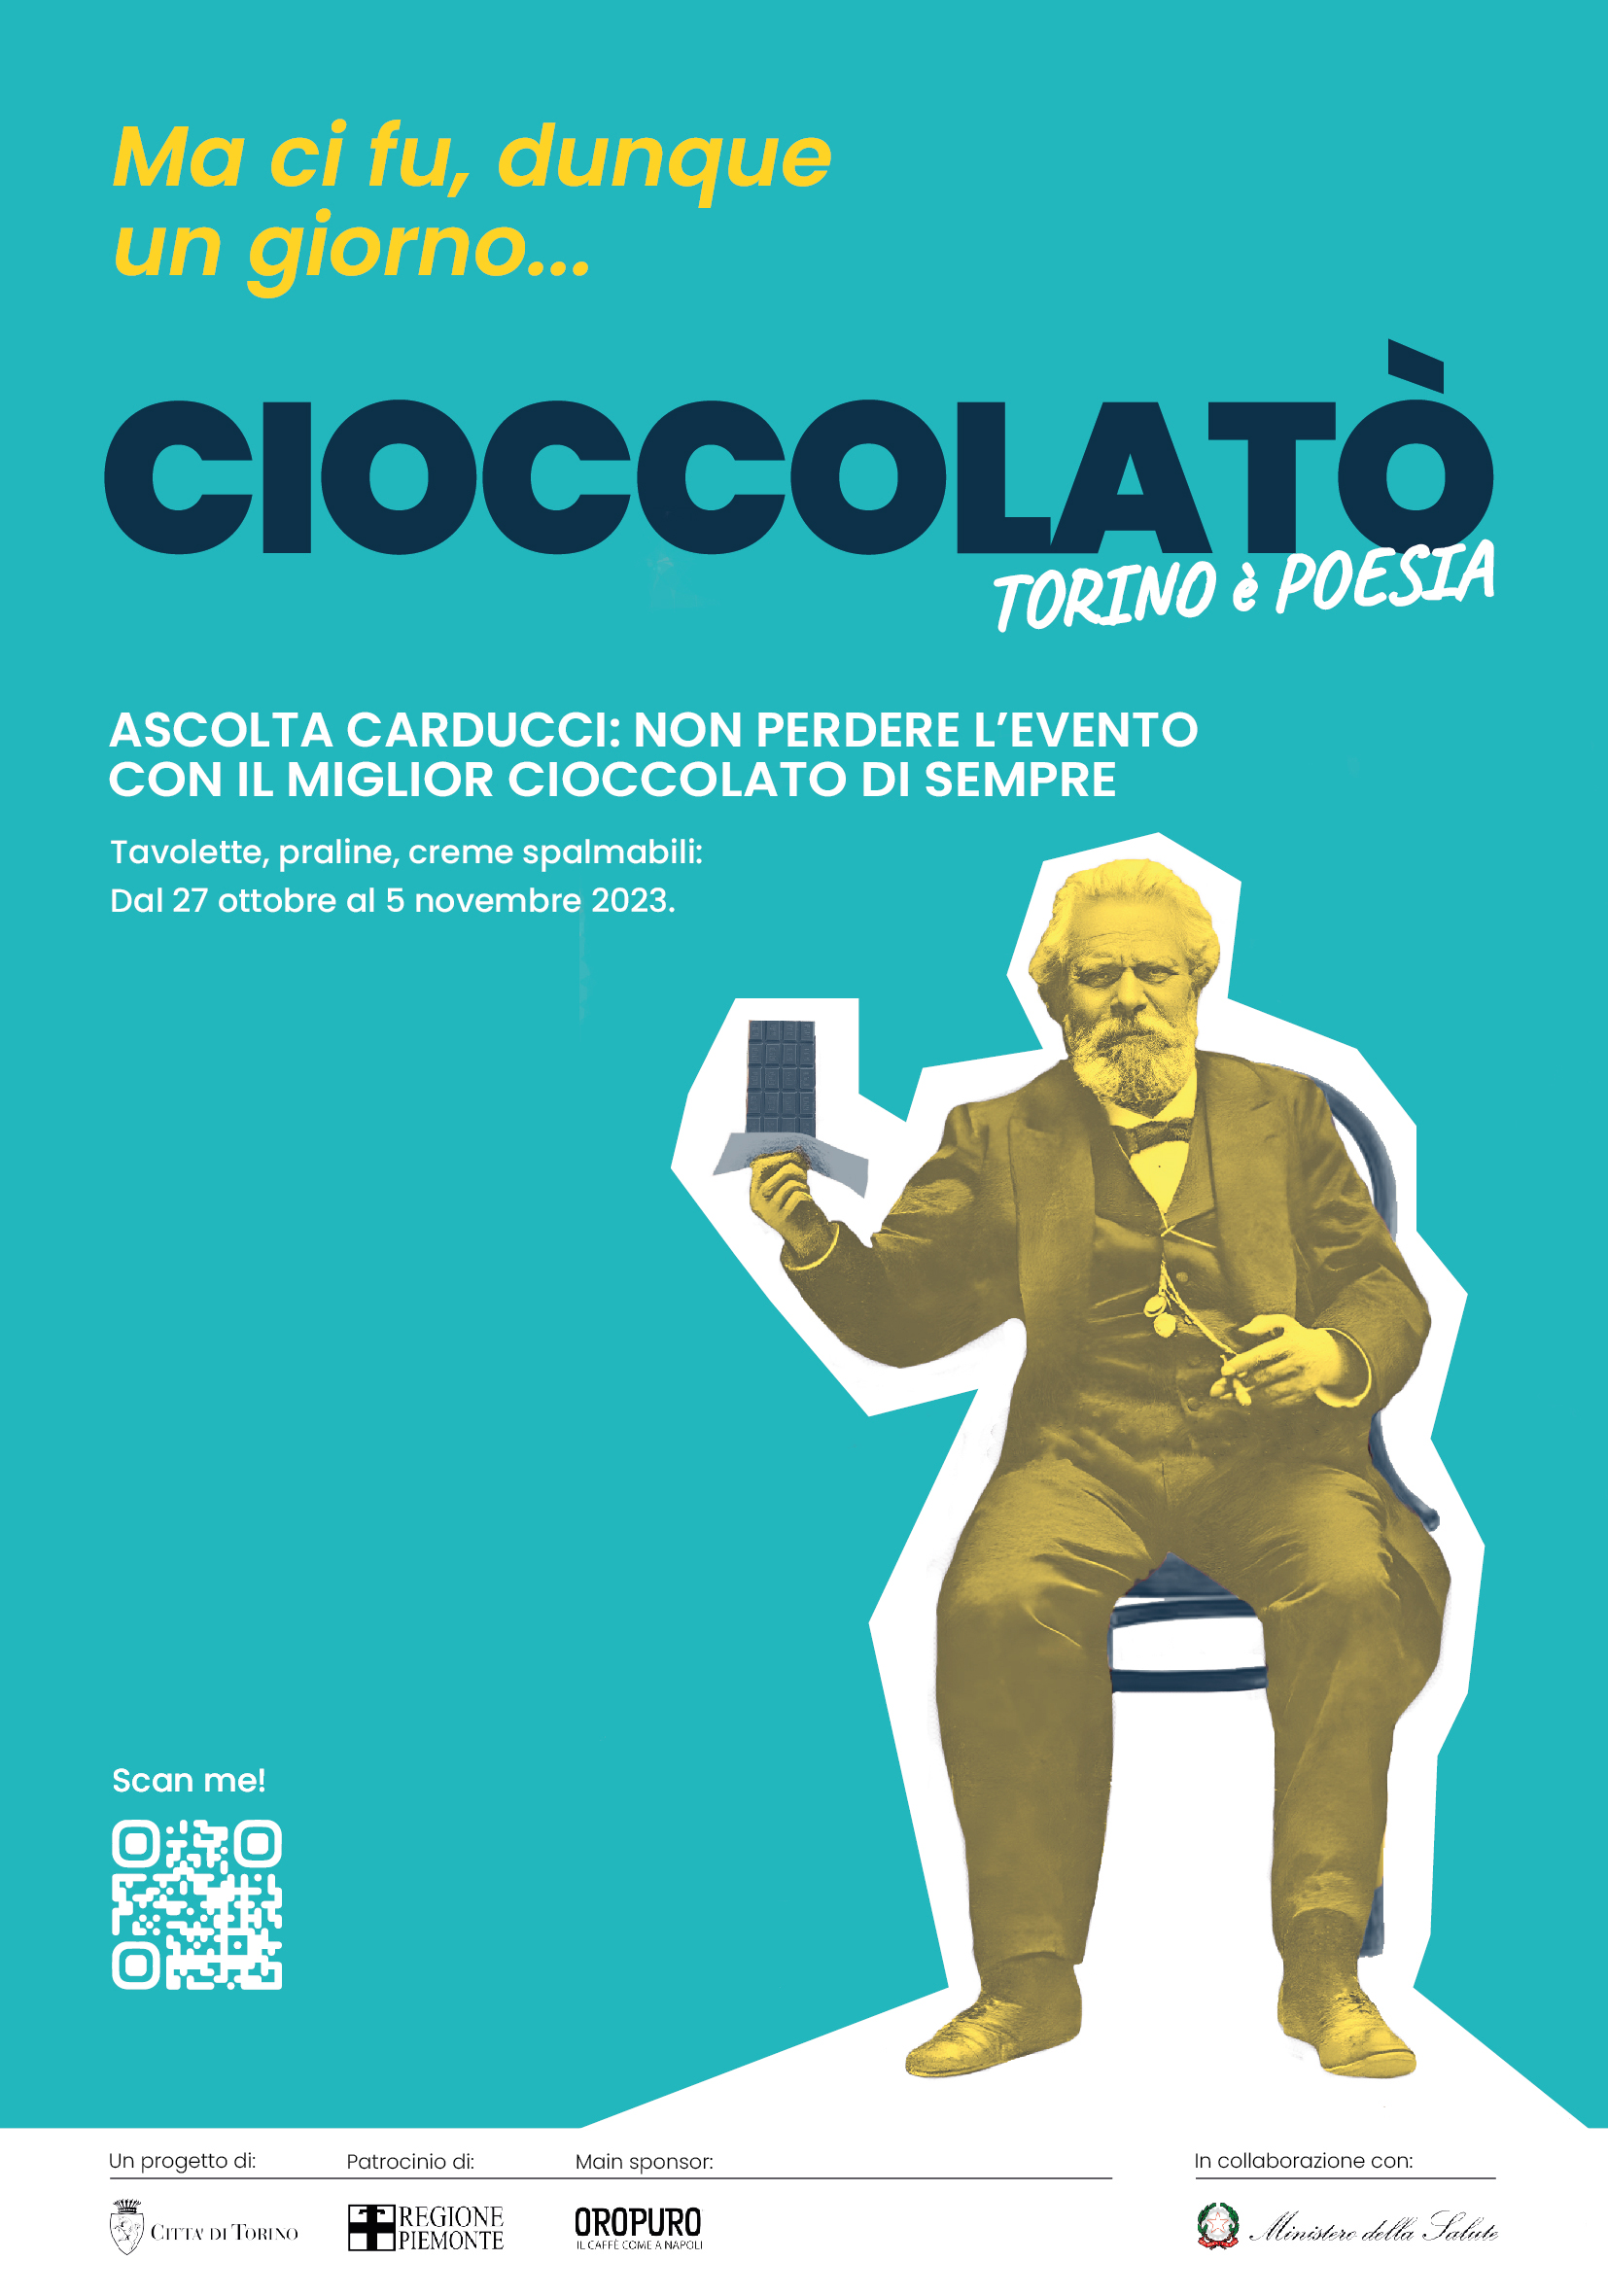 Ma ci fu, dunque
un giorno...
CIOCCOLATÒ
TORINO è POESIA
ASCOLTA CARDUCCI: NON PERDERE L’EVENTO
CON IL MIGLIOR CIOCCOLATO DI SEMPRE
Tavolette, praline, creme spalmabili:
Dal 27 ottobre al 5 novembre 2023.
Scan me!
Un progetto di:
CITTA' DI TORINO
Patrocinio di:
REGIONE
PIEMONTE
Main sponsor:
OROPURO
IL CAFFÈ COME A NAPOLI
In collaborazione con:
Ministero della Salute